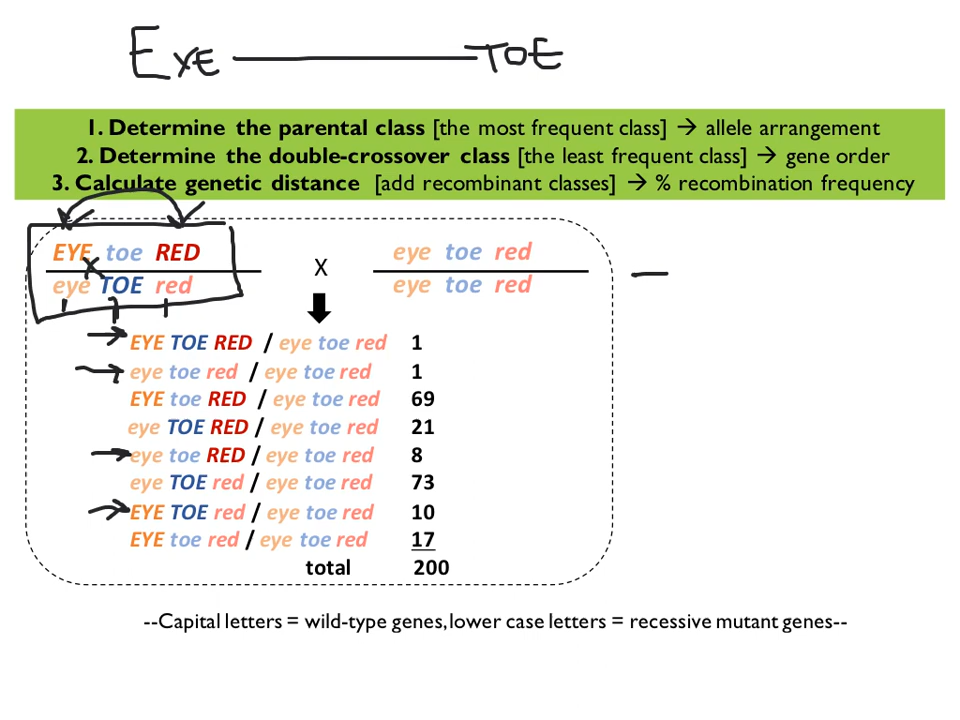 EYE TOE
1. Determine the parental class [the most frequent class] → allele arrangement
2. Determine the double-crossover class [the least frequent class] → gene order
3. Calculate genetic distance [add recombinant classes] → % recombination frequency
EYE toe RED
eye TOE red
X
eye toe red
eye toe red
EYE TOE RED / eye toe red 1
eye toe red / eye toe red 1
EYE toe RED / eye toe red 69
eye TOE RED / eye toe red 21
eye toe RED / eye toe red 8
eye TOE red / eye toe red 73
EYE TOE red / eye toe red 10
EYE toe red / eye toe red 17
total 200
--Capital letters = wild-type genes, lower case letters = recessive mutant genes--